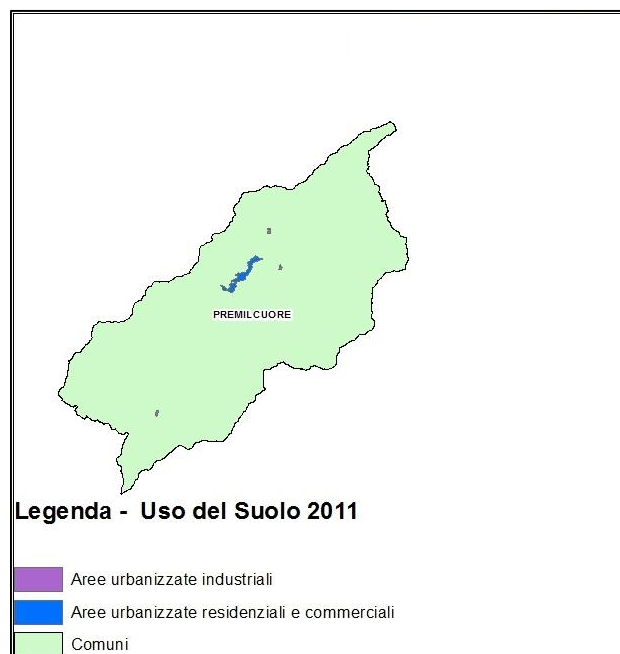 PREMILCUORE
Legenda - Uso del Suolo 2011
Aree urbanizzate industriali
Aree urbanizzate residenziali e commerciali
Comuni